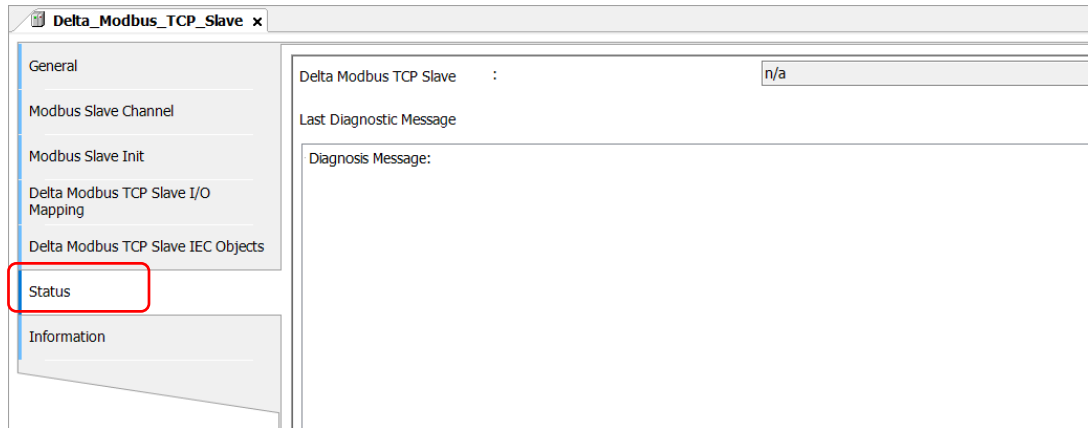 Delta_Modbus_TCP_Slave x
General
Modbus Slave Channel
Modbus Slave Init
Delta Modbus TCP Slave I/O
Mapping
Delta Modbus TCP Slave IEC Objects
Status
Information
Delta Modbus TCP Slave : n/a
Last Diagnostic Message
Diagnosis Message: